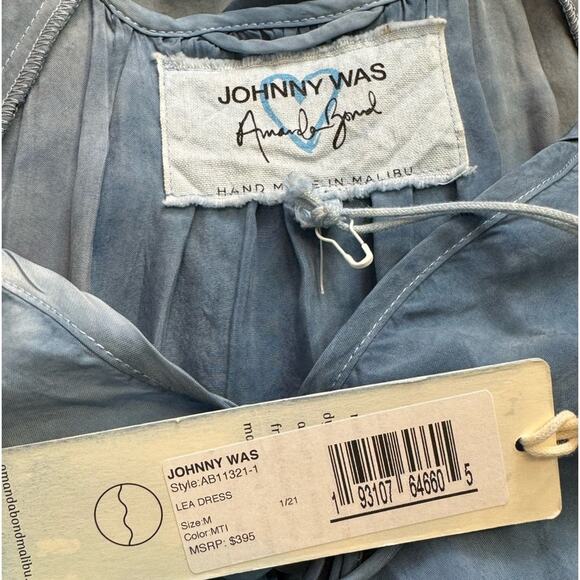 JOHNNY WAS
Amanda Bond
HAND MADE IN MALIBU
JOHNNY WAS
Style:AB11321-1
LEA DRESS 1/21
Size:M
Color:MTI
MSRP: $395
1 93107 64660 5
amandabondmalibu.